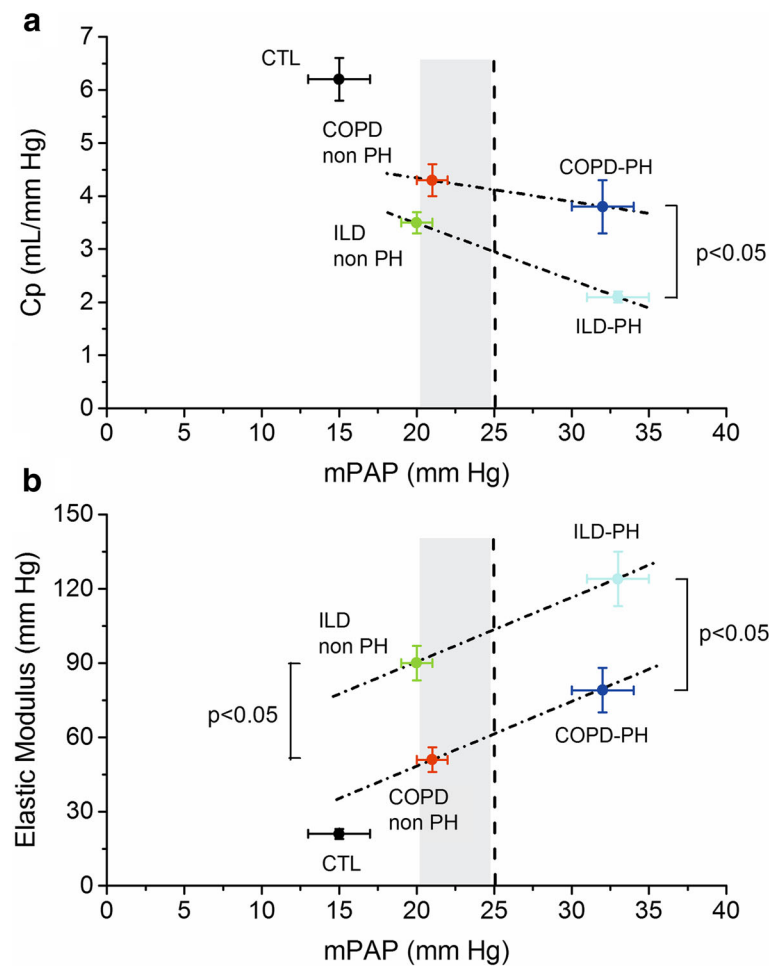 a
7
6
5
4
3
2
1
0
Cp (mL/mm Hg)
CTL
COPD
non PH
ILD
non PH
COPD-PH
ILD-PH
p<0.05
0 5 10 15 20 25 30 35 40
mPAP (mm Hg)
b
150
120
90
60
30
0
Elastic Modulus (mm Hg)
ILD-PH
ILD
non PH
p<0.05
p<0.05
COPD-PH
COPD
non PH
CTL
0 5 10 15 20 25 30 35 40
mPAP (mm Hg)